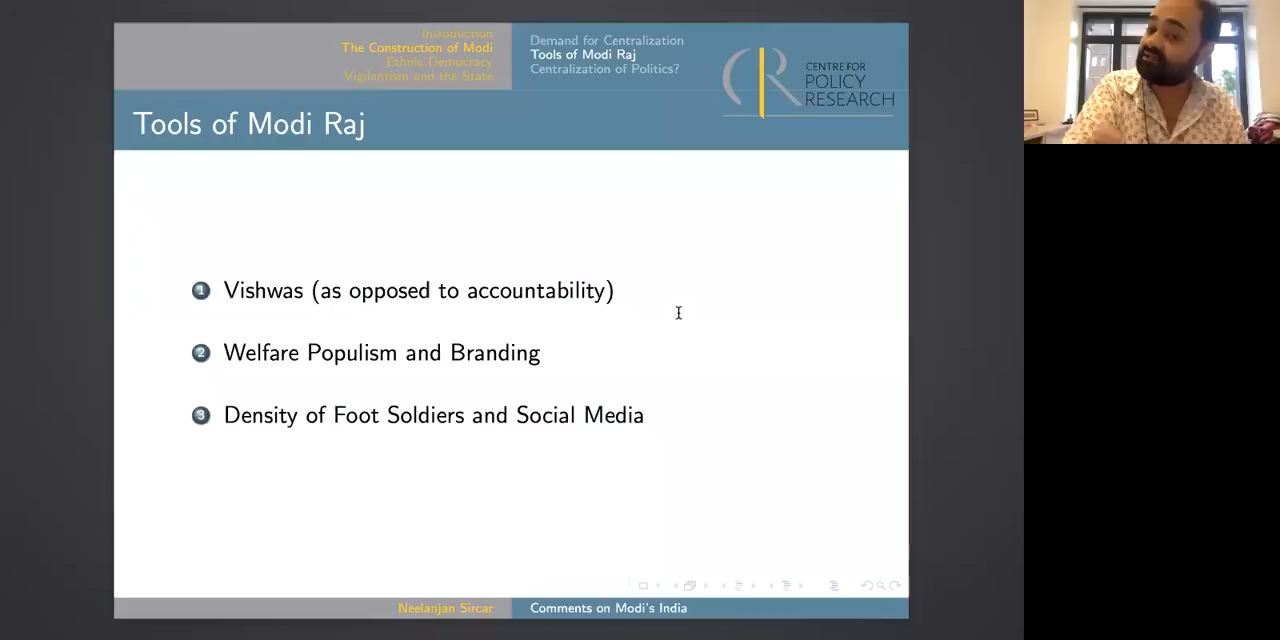 Introduction
The Construction of Modi
Ethnic Democracy
Vigilantism and the State
Demand for Centralization
Tools of Modi Raj
Centralization of Politics?
CENTRE FOR
POLICY
RESEARCH
Tools of Modi Raj
1 Vishwas (as opposed to accountability)
2 Welfare Populism and Branding
3 Density of Foot Soldiers and Social Media
Neelanjan Sircar
Comments on Modi's India